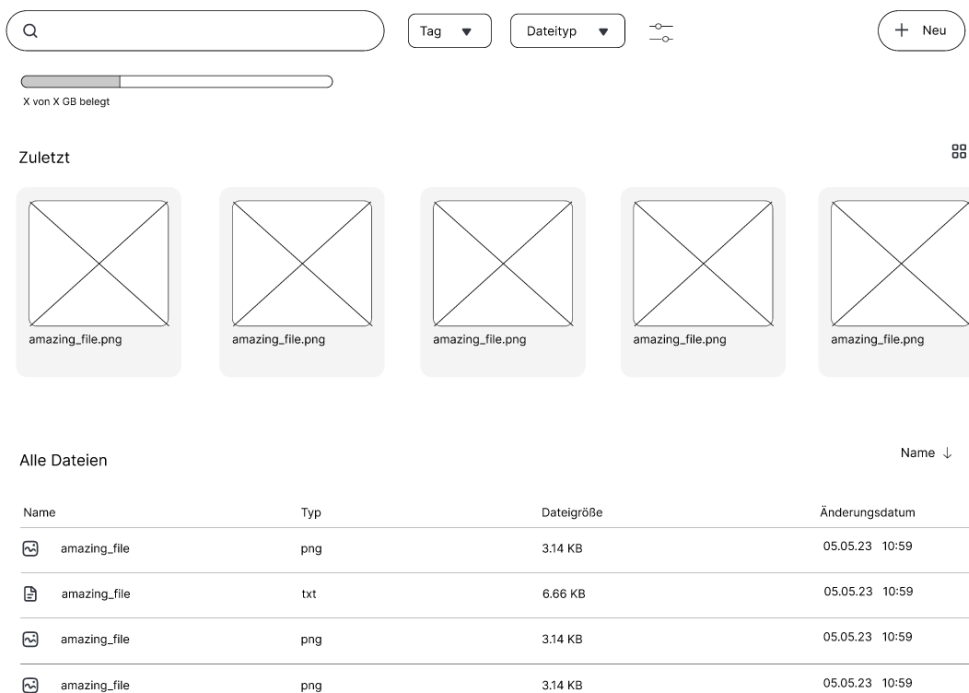 Tag Dateityp Neu
X von X GB belegt
Zuletzt
amazing_file.png amazing_file.png amazing_file.png amazing_file.png amazing_file.png
Alle Dateien Name
Name Typ Dateigröße Änderungsdatum
amazing_file png 3.14 KB 05.05.23 10:59
amazing_file txt 6.66 KB 05.05.23 10:59
amazing_file png 3.14 KB 05.05.23 10:59
amazing_file png 3.14 KB 05.05.23 10:59